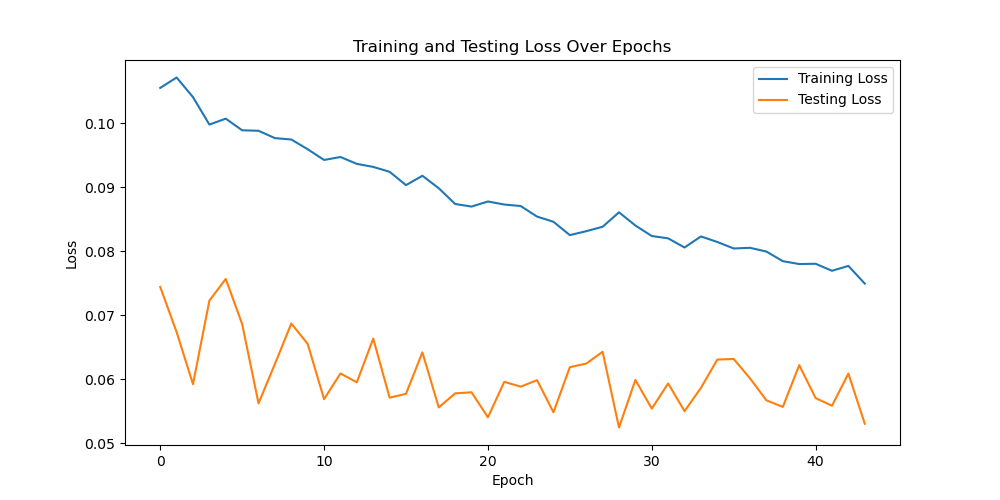 Training and Testing Loss Over Epochs
Training Loss
Testing Loss
Loss
0.10
0.09
0.08
0.07
0.06
0.05
0 10 20 30 40
Epoch